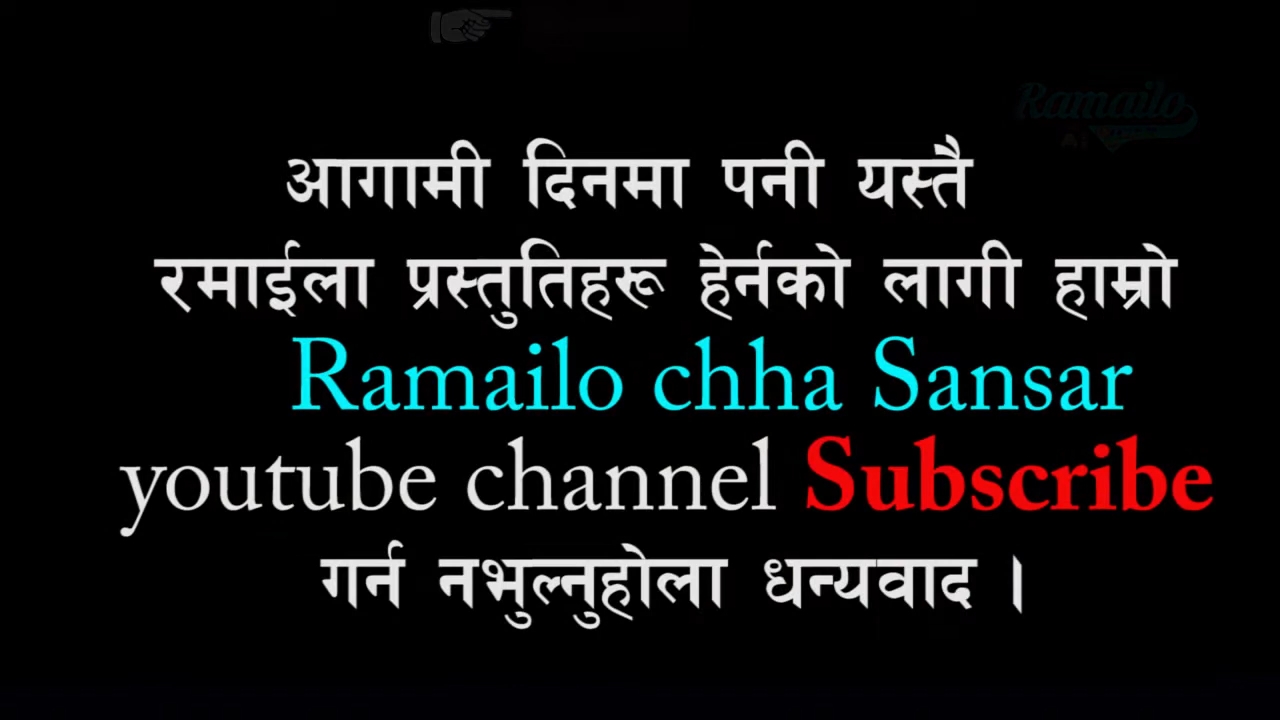 Ramailo
आगामी दिनमा पनी यस्तै
रमाईला प्रस्तुतिहरू हेर्नको लागी हाम्रो
Ramailo chha Sansar
youtube channel Subscribe
गर्न नभुल्नुहोला धन्यवाद ।